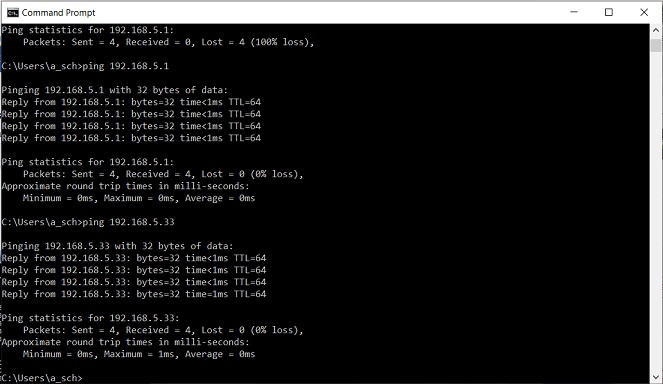 Command Prompt
Ping statistics for 192.168.5.1:
    Packets: Sent = 4, Received = 0, Lost = 4 (100% loss),
C:\Users\a_sch>ping 192.168.5.1
Pinging 192.168.5.1 with 32 bytes of data:
Reply from 192.168.5.1: bytes=32 time<1ms TTL=64
Reply from 192.168.5.1: bytes=32 time<1ms TTL=64
Reply from 192.168.5.1: bytes=32 time<1ms TTL=64
Reply from 192.168.5.1: bytes=32 time<1ms TTL=64
Ping statistics for 192.168.5.1:
    Packets: Sent = 4, Received = 4, Lost = 0 (0% loss),
Approximate round trip times in milli-seconds:
    Minimum = 0ms, Maximum = 0ms, Average = 0ms
C:\Users\a_sch>ping 192.168.5.33
Pinging 192.168.5.33 with 32 bytes of data:
Reply from 192.168.5.33: bytes=32 time<1ms TTL=64
Reply from 192.168.5.33: bytes=32 time<1ms TTL=64
Reply from 192.168.5.33: bytes=32 time<1ms TTL=64
Reply from 192.168.5.33: bytes=32 time<1ms TTL=64
Ping statistics for 192.168.5.33:
    Packets: Sent = 4, Received = 4, Lost = 0 (0% loss),
Approximate round trip times in milli-seconds:
    Minimum = 0ms, Maximum = 1ms, Average = 0ms
C:\Users\a_sch>